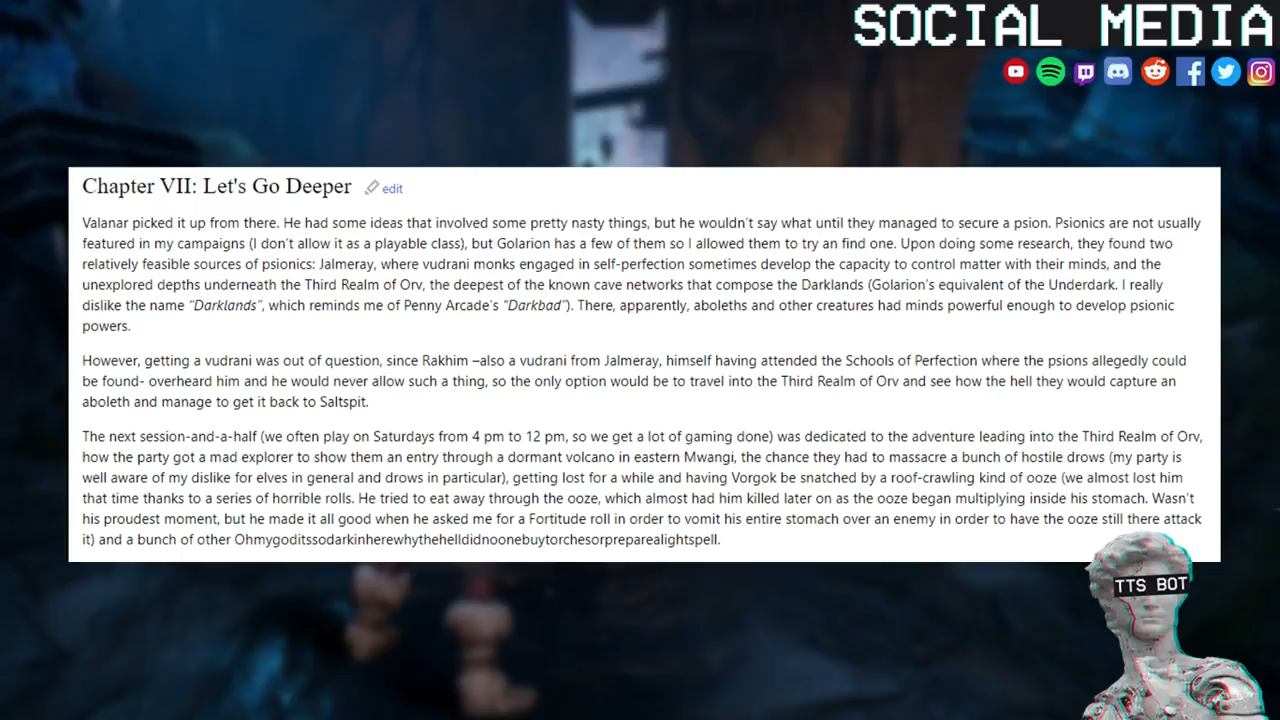 SOCIAL MEDIA
Chapter VII: Let's Go Deeper edit
Valanar picked it up from there. He had some ideas that involved some pretty nasty things, but he wouldn't say what until they managed to secure a psion. Psionics are not usually
featured in my campaigns (I don't allow it as a playable class), but Golarion has a few of them so I allowed them to try an find one. Upon doing some research, they found two
relatively feasible sources of psionics: Jalmeray, where vudrani monks engaged in self-perfection sometimes develop the capacity to control matter with their minds, and the
unexplored depths underneath the Third Realm of Orv, the deepest of the known cave networks that compose the Darklands (Golarion's equivalent of the Underdark. I really
dislike the name "Darklands", which reminds me of Penny Arcade's "Darkbad"). There, apparently, aboleths and other creatures had minds powerful enough to develop psionic
powers.
However, getting a vudrani was out of question, since Rakhim –also a vudrani from Jalmeray, himself having attended the Schools of Perfection where the psions allegedly could
be found- overheard him and he would never allow such a thing, so the only option would be to travel into the Third Realm of Orv and see how the hell they would capture an
aboleth and manage to get it back to Saltspit.
The next session-and-a-half (we often play on Saturdays from 4 pm to 12 pm, so we get a lot of gaming done) was dedicated to the adventure leading into the Third Realm of Orv,
how the party got a mad explorer to show them an entry through a dormant volcano in eastern Mwangi, the chance they had to massacre a bunch of hostile drows (my party is
well aware of my dislike for elves in general and drows in particular), getting lost for a while and having Vorgok be snatched by a roof-crawling kind of ooze (we almost lost him
that time thanks to a series of horrible rolls. He tried to eat away through the ooze, which almost had him killed later on as the ooze began multiplying inside his stomach. Wasn't
his proudest moment, but he made it all good when he asked me for a Fortitude roll in order to vomit his entire stomach over an enemy in order to have the ooze still there attack
it) and a bunch of other Ohmygoditssodarkinherewhythehelldidnoonebuytorchesorpreparealightspell.
TTS BOT